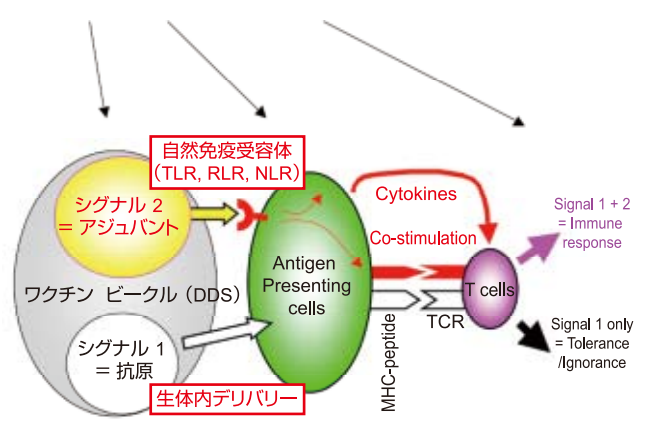 自然免疫受容体
(TLR, RLR, NLR)
シグナル 2
= アジュバント
ワクチン ビークル (DDS)
シグナル 1
= 抗原
生体内デリバリー
Antigen
Presenting
cells
Cytokines
Co-stimulation
MHC-peptide
TCR
T cells
Signal 1 + 2
= Immune
response
Signal 1 only
= Tolerance
/Ignorance